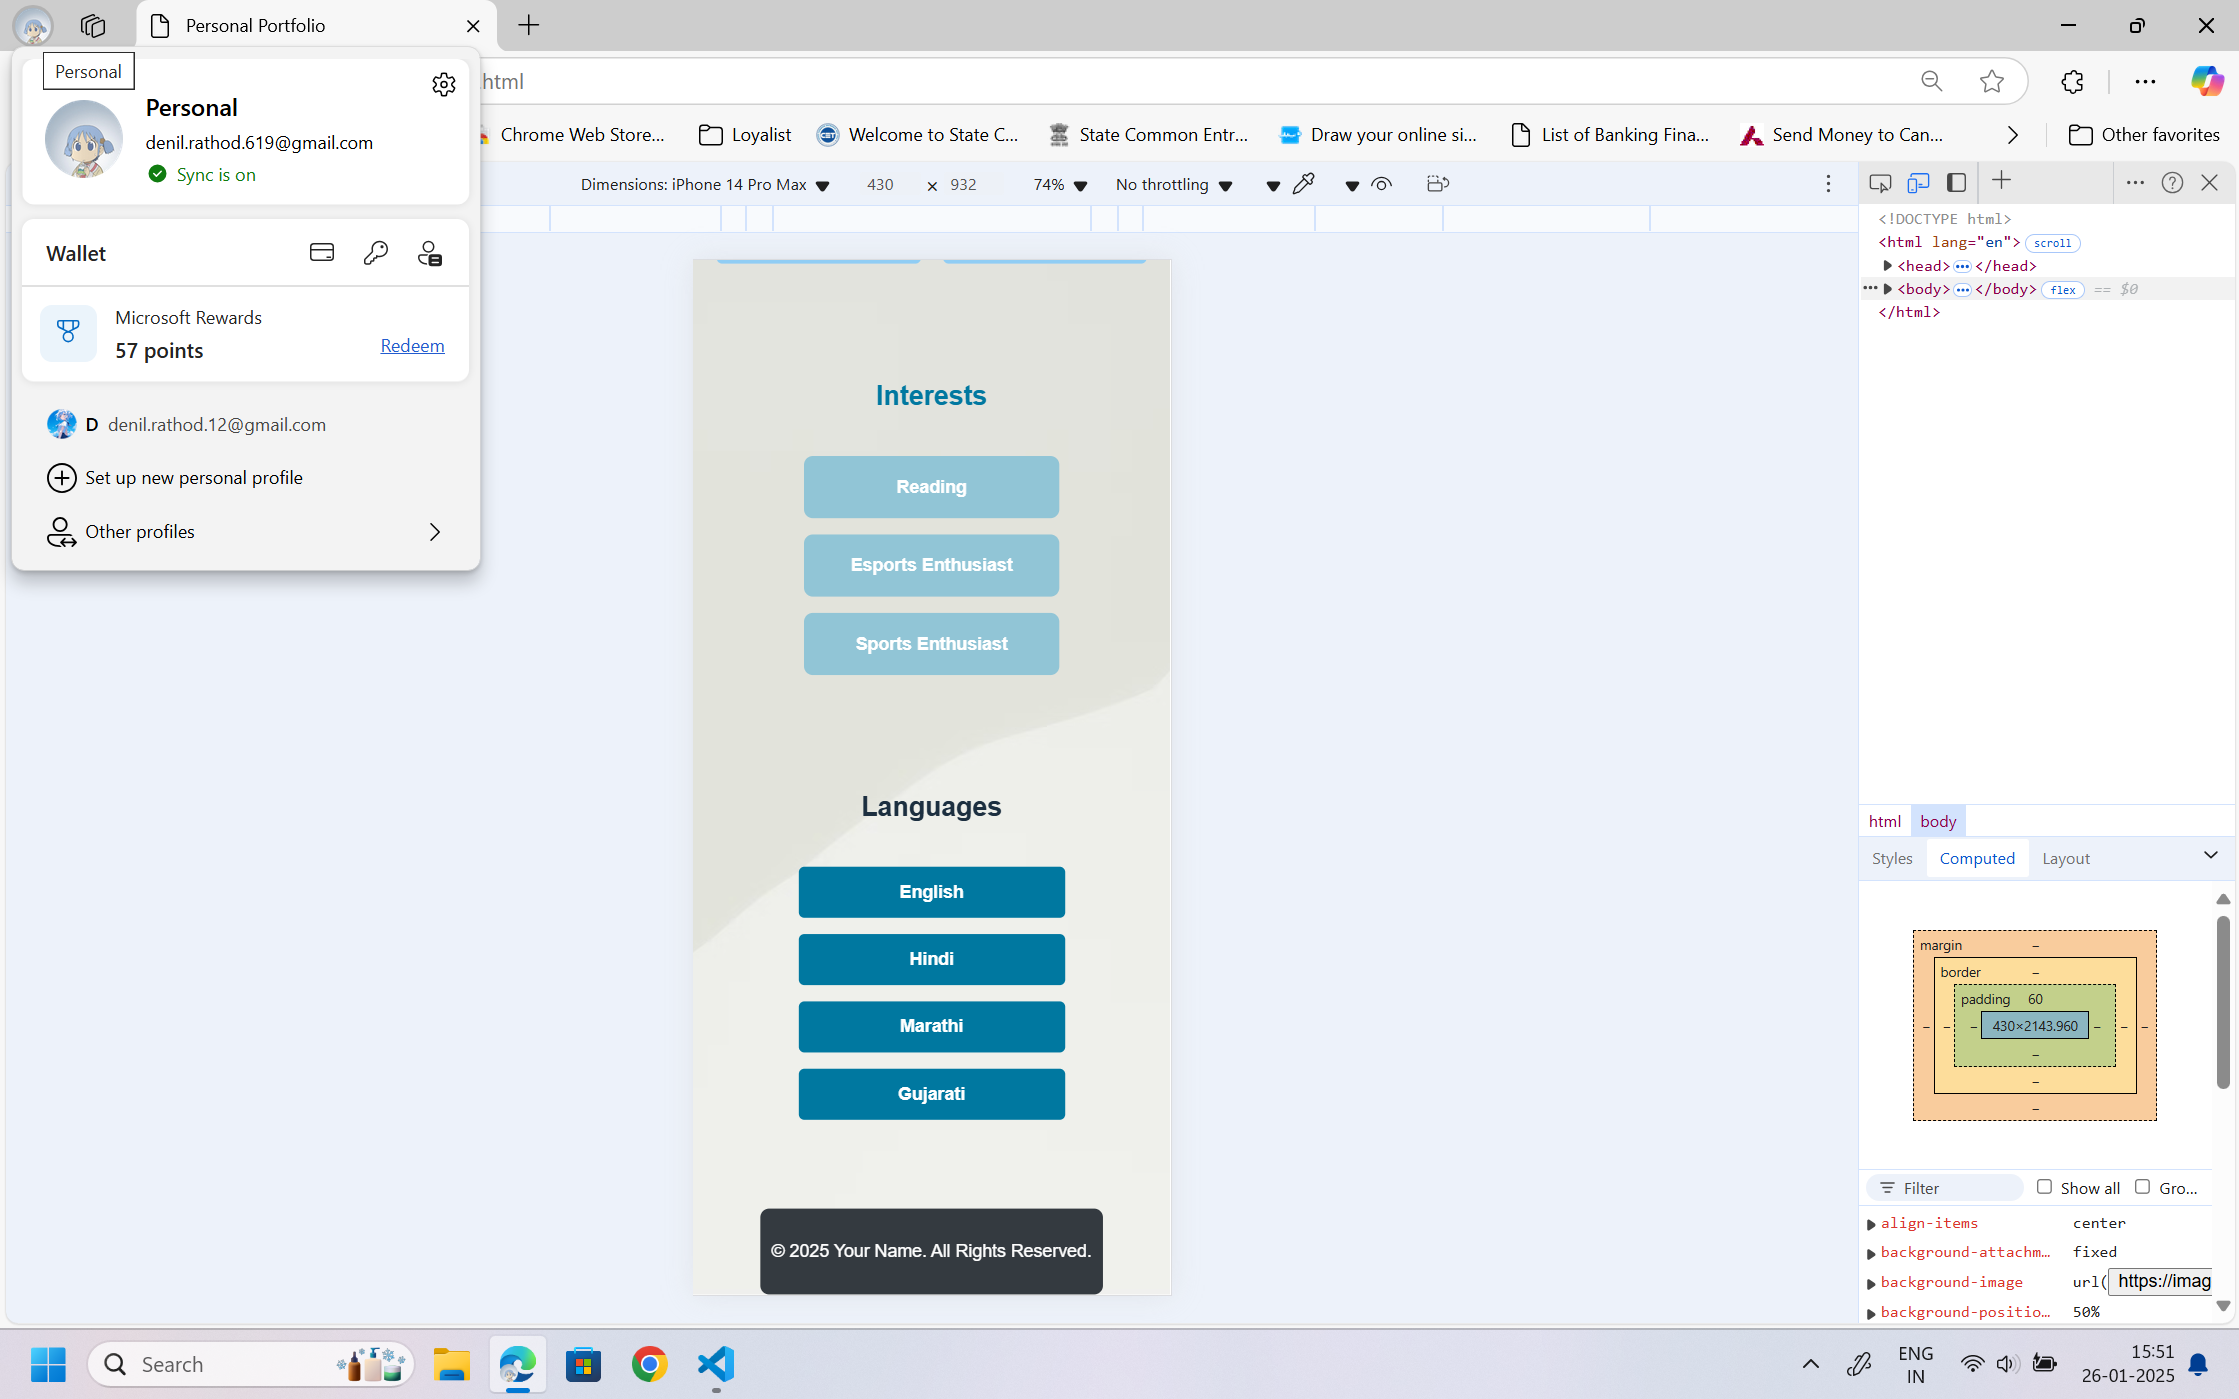 Personal Portfolio
html
Personal
Personal
denil.rathod.619@gmail.com
Sync is on
Wallet
Microsoft Rewards
57 points
Redeem
D denil.rathod.12@gmail.com
Set up new personal profile
Other profiles
Chrome Web Store...
Loyalist
Welcome to State C...
State Common Entr...
Draw your online si...
List of Banking Fina...
Send Money to Can...
Other favorites
Dimensions: iPhone 14 Pro Max 430 × 932 74% No throttling
Interests
Reading
Esports Enthusiast
Sports Enthusiast
Languages
English
Hindi
Marathi
Gujarati
© 2025 Your Name. All Rights Reserved.
<!DOCTYPE html>
<html lang="en"> scroll
<head> ••• </head>
••• <body> ••• </body> flex == $0
</html>
html body
Styles Computed Layout
margin –
border –
padding 60
– – – 430×2143.960 – – –
–
–
–
Filter Show all Gro...
align-items center
background-attachm… fixed
background-image url( https://imag
background-positio… 50%
Search
ENG
IN
15:51
26-01-2025